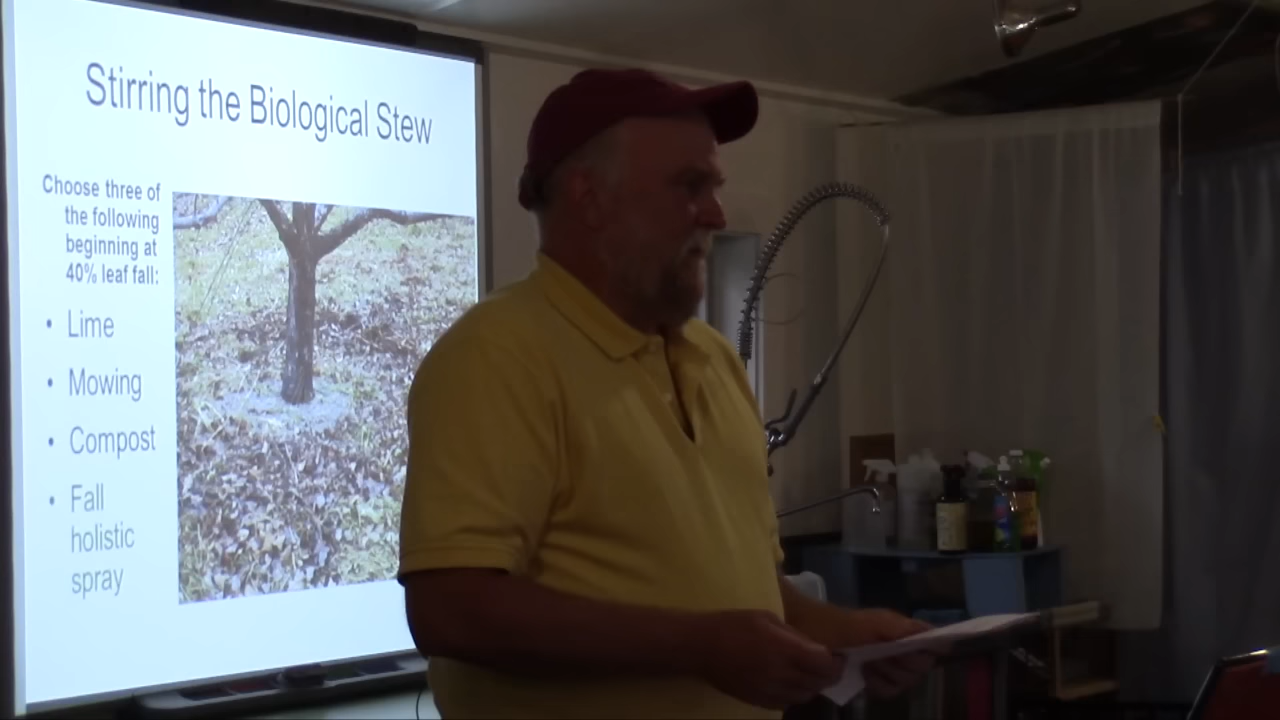 Stirring the Biological Stew
Choose three of
the following
beginning at
40% leaf fall:
• Lime
• Mowing
• Compost
• Fall
holistic
spray